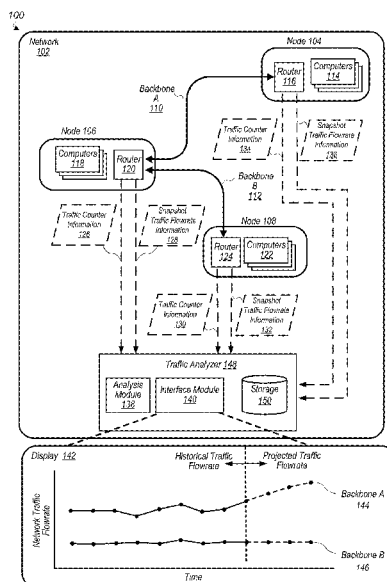 100
Network
102
Node 104
Router
116
Computers
114
Backbone
A
110
Node 106
Computers
118
Router
120
Traffic Counter
Information
134
Snapshot
Traffic Flowrate
Information
136
Backbone
B
112
Node 108
Router
124
Computers
122
Traffic Counter
Information
126
Snapshot
Traffic Flowrate
Information
128
Traffic Counter
Information
130
Snapshot
Traffic Flowrate
Information
132
Traffic Analyzer 148
Analysis
Module
138
Interface Module
140
Storage
150
Display 142
Historical Traffic
Flowrate
Projected Traffic
Flowrate
Network Traffic
Flowrate
Backbone A
144
Backbone B
146
Time